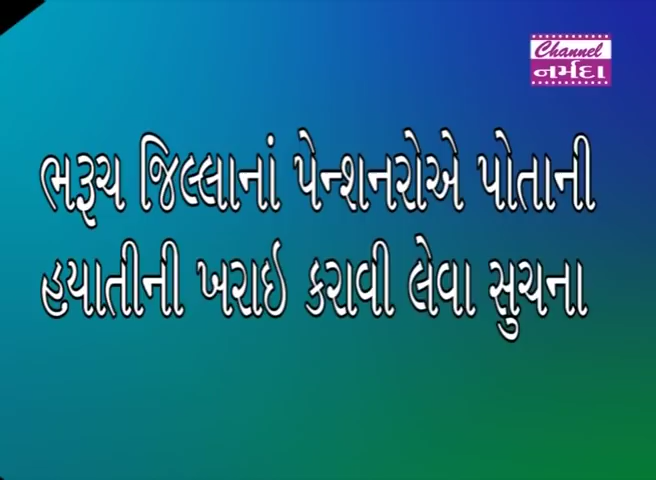 Channel
નર્મદા
ભરૂચ જિલ્લાનાં પેન્શનરોએ પોતાની
હયાતીની ખરાઇ કરાવી લેવા સુચના